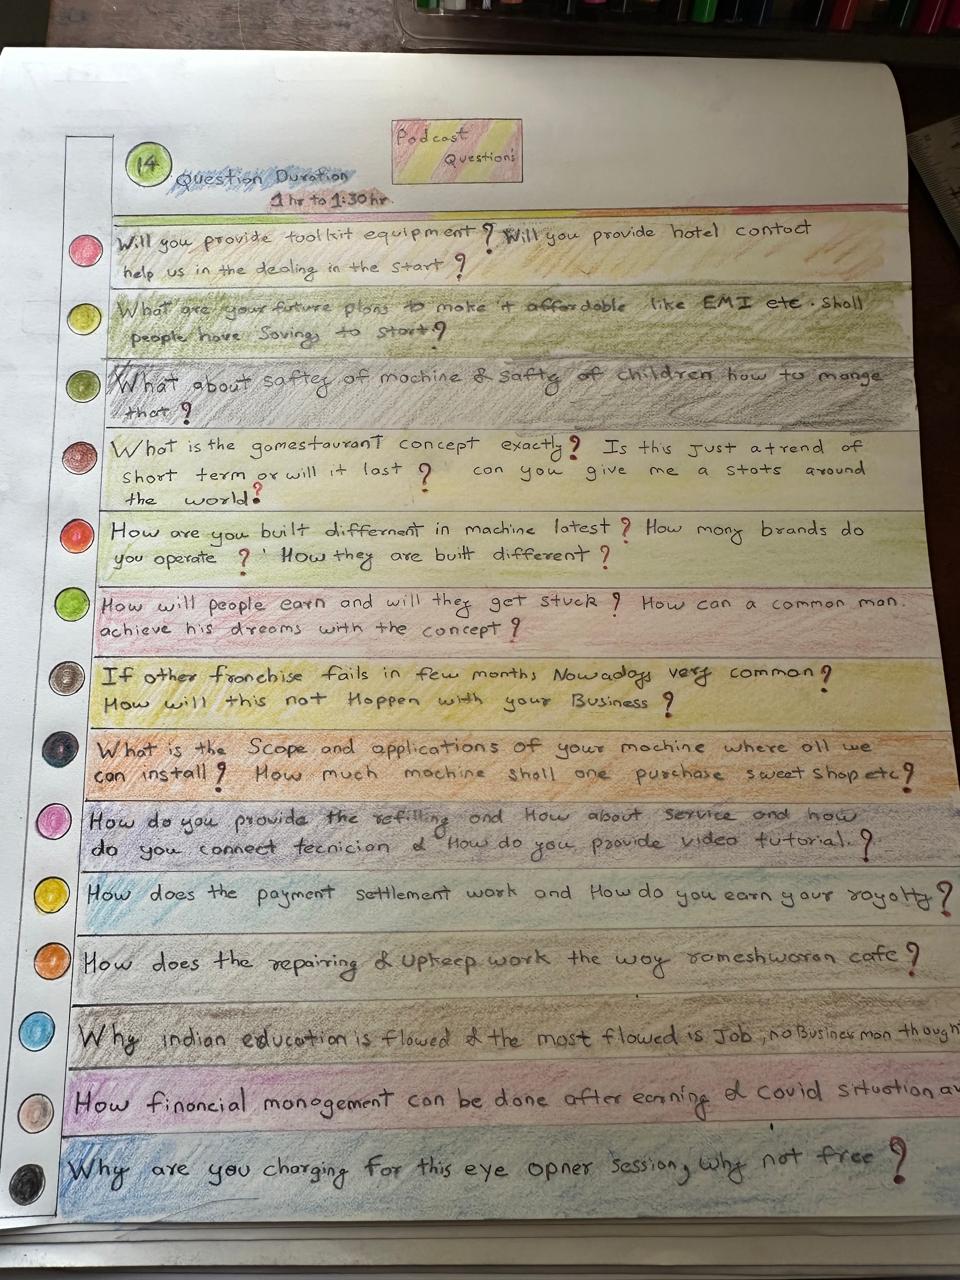 Podcast
Questions
14
Question Duration
1 hr to 1:30 hr.
Will you provide toolkit equipment? Will you provide hotel contact
help us in the dealing in the start?
What are your future plans to make it affordable like EMI etc. Shall
people have Savings to start?
What about saftey of machine & safty of children how to mange
that?
What is the gamestaurant concept exactly? Is this Just a trend of
short term or will it last? can you give me a stats around
the world?
How are you built differnent in machine latest? How many brands do
you operate? How they are built different?
How will people earn and will they get stuck? How can a common man.
achieve his dreams with the concept?
If other franchise fails in few months Nowadays very common?
How will this not Happen with your Business?
What is the Scope and applications of your machine where all we
can install? How much machine shall one purchase sweet shop etc?
How do you provide the refilling and How about service and how
do you connect tecnician & How do you provide video tutorial.?
How does the payment settlement work and How do you earn your royalty?
How does the repairing & Upkeep work the way rameshwaran cafe?
Why indian education is flawed & the most flawed is Job, no Business man though
How financial management can be done after earning & covid situation
Why are you charging for this eye opner session, why not free?